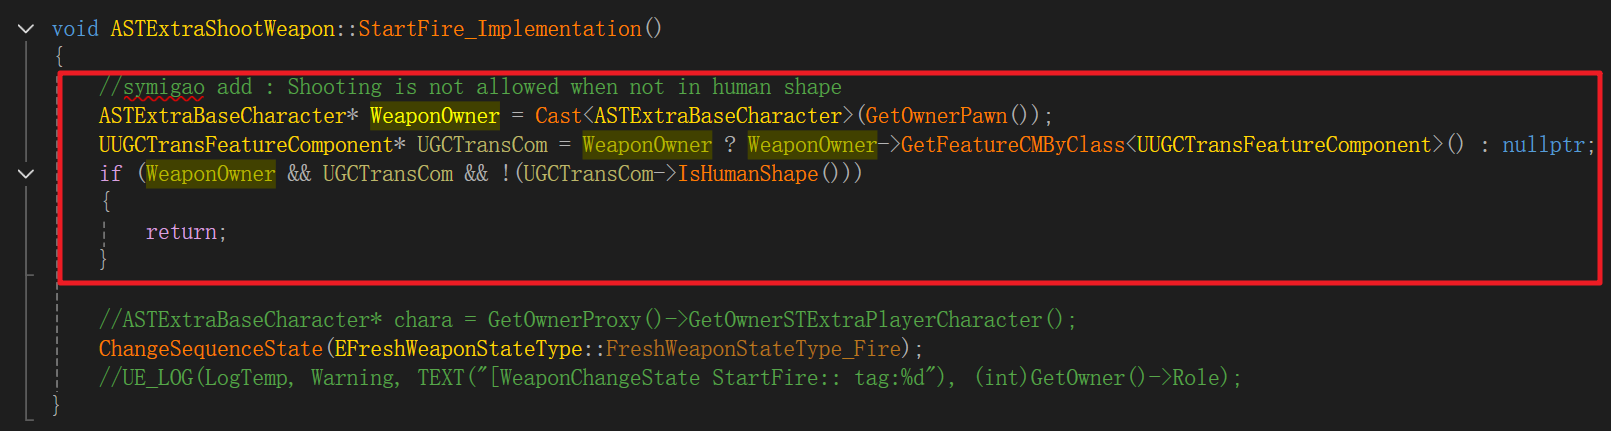 void ASTExtraShootWeapon::StartFire_Implementation()
{
//symigao add : Shooting is not allowed when not in human shape
ASTExtraBaseCharacter* WeaponOwner = Cast<ASTExtraBaseCharacter>(GetOwnerPawn());
UUGCTransFeatureComponent* UGCTransCom = WeaponOwner ? WeaponOwner->GetFeatureCMByClass<UUGCTransFeatureComponent>() : nullptr;
if (WeaponOwner && UGCTransCom && !(UGCTransCom->IsHumanShape()))
{
return;
}
//ASTExtraBaseCharacter* chara = GetOwnerProxy()->GetOwnerSTExtraPlayerCharacter();
ChangeSequenceState(EFreshWeaponStateType::FreshWeaponStateType_Fire);
//UE_LOG(LogTemp, Warning, TEXT("[WeaponChangeState StartFire:: tag:%d"), (int)GetOwner()->Role);
}